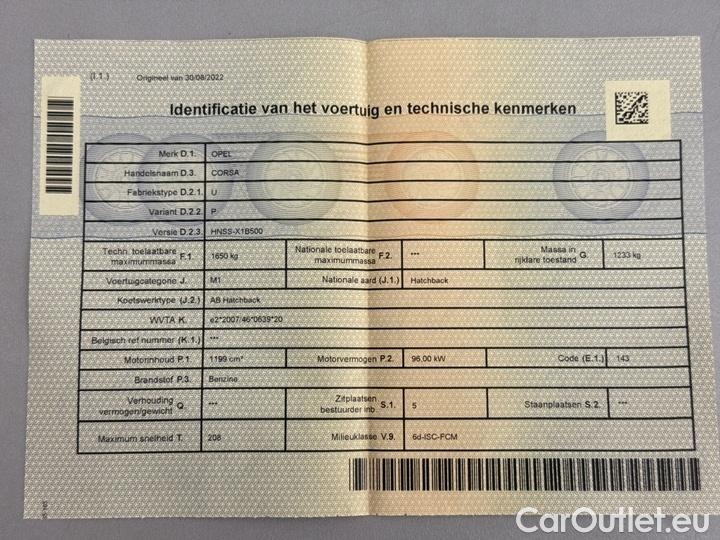 (I.1.) Origineel van 30/08/2022
Identificatie van het voertuig en technische kenmerken
Merk D.1. OPEL
Handelsnaam D.3. CORSA
Fabriekstype D.2.1. U
Variant D.2.2. P
Versie D.2.3. HNSS-X1B500
Techn. toelaatbare maximummassa F.1. 1650 kg Nationale toelaatbare maximummassa F.2. *** Massa in rijklare toestand G. 1233 kg
Voertuigcategorie J. M1 Nationale aard (J.1.) Hatchback
Koetswerktype (J.2.) AB Hatchback
WVTA K. e2*2007/46*0639*20
Belgisch ref nummer (K.1.) ***
Motorinhoud P.1. 1199 cm³ Motorvermogen P.2. 96,00 kW Code (E.1.) 143
Brandstof P.3. Benzine
Verhouding vermogen/gewicht Q. *** Zitplaatsen bestuurder inb. S.1. 5 Staanplaatsen S.2. ***
Maximum snelheid T. 208 Milieuklasse V.9. 6d-ISC-FCM
CarOutlet.eu